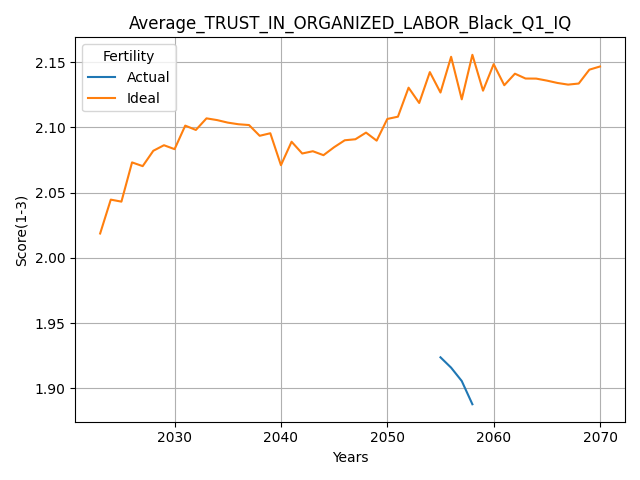 Average_TRUST_IN_ORGANIZED_LABOR_Black_Q1_IQ
Fertility
Actual
Ideal
Score(1-3)
2.15
2.10
2.05
2.00
1.95
1.90
2030 2040 2050 2060 2070
Years